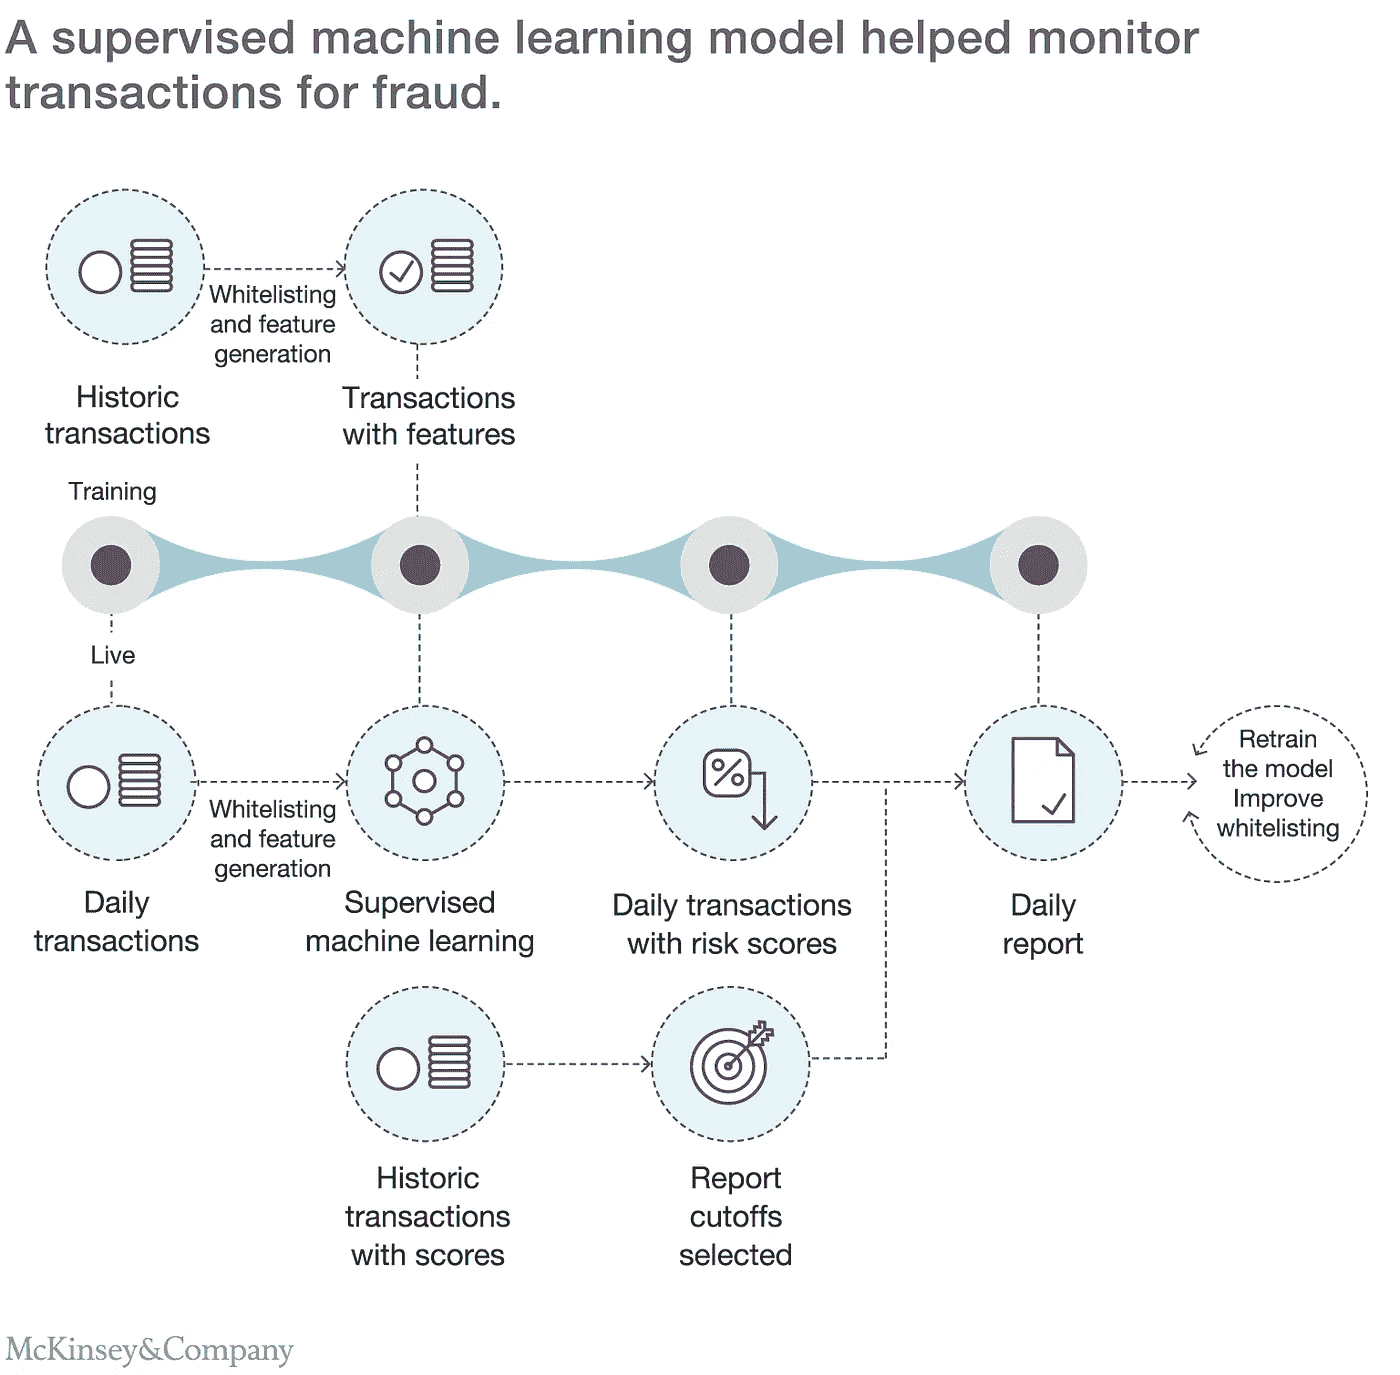 A supervised machine learning model helped monitor
transactions for fraud.
Whitelisting
and feature
generation
Historic
transactions
Transactions
with features
Training
Live
Whitelisting
and feature
generation
Retrain
the model
Improve
whitelisting
Daily
transactions
Supervised
machine learning
Daily transactions
with risk scores
Daily
report
Historic
transactions
with scores
Report
cutoffs
selected
McKinsey&Company